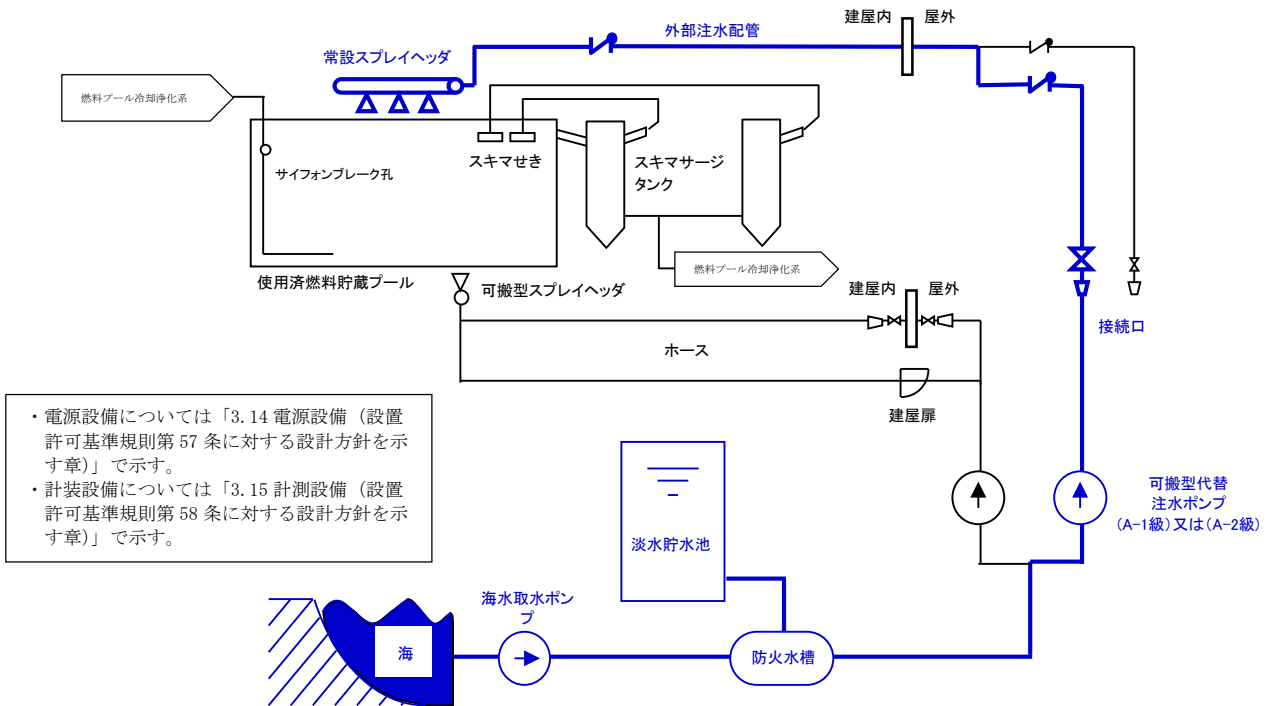 建屋内 屋外
外部注水配管
常設スプレイヘッダ
燃料プール冷却浄化系
スキマせき
スキマサージ
タンク
サイフォンブレーク孔
燃料プール冷却浄化系
使用済燃料貯蔵プール
可搬型スプレイヘッダ
建屋内 屋外
接続口
ホース
建屋扉
・電源設備については「3.14 電源設備（設置
許可基準規則第 57 条に対する設計方針を示
す章)」で示す。
・計装設備については「3.15 計測設備（設置
許可基準規則第 58 条に対する設計方針を示
す章)」で示す。
可搬型代替
注水ポンプ
(A-1級)又は(A-2級)
淡水貯水池
海水取水ポン
プ
海
防火水槽